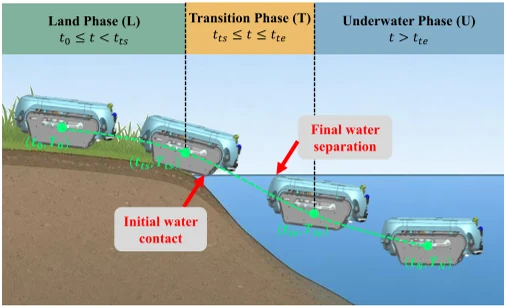 Land Phase (L)
t₀ ≤ t < tₜₛ
Transition Phase (T)
tₜₛ ≤ t ≤ tₜₑ
Underwater Phase (U)
t > tₜₑ
Final water
separation
Initial water
contact